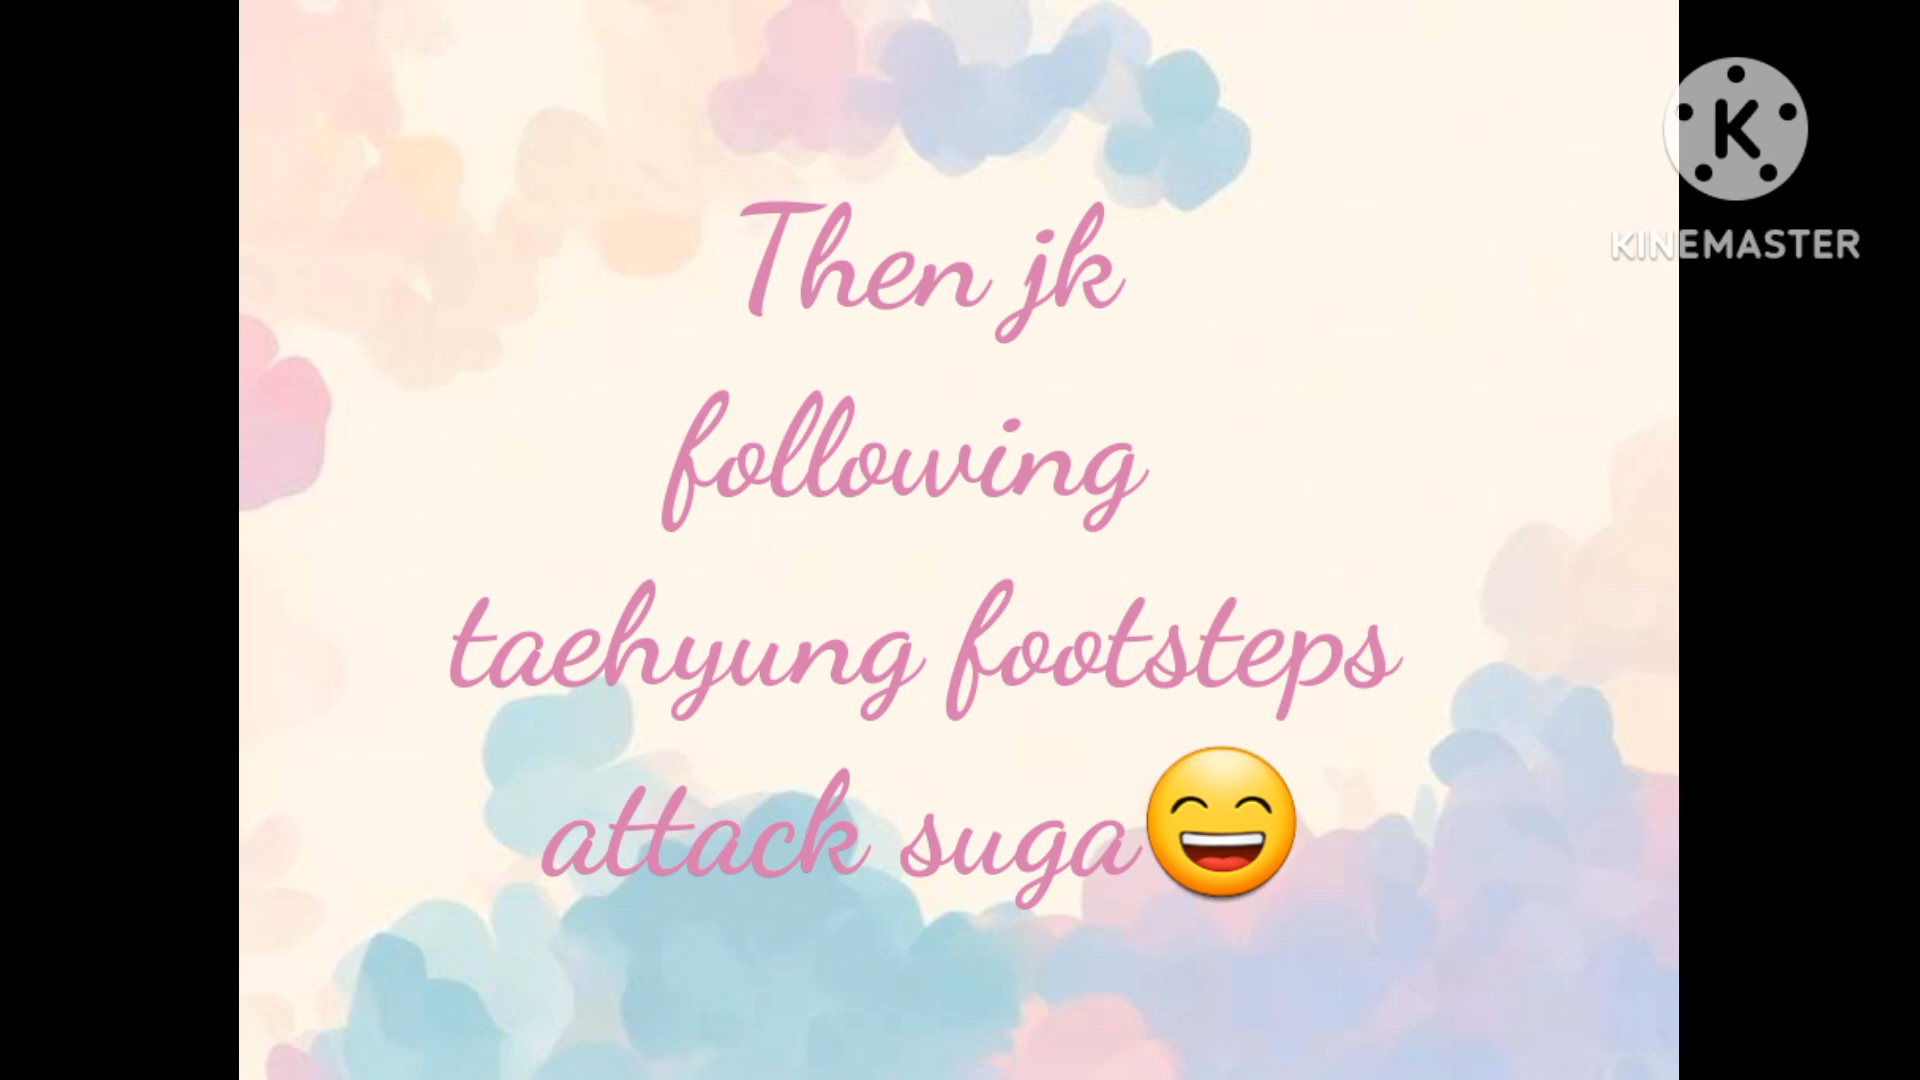 Then jk
following
taehyung footsteps
attack suga😄
K
KINEMASTER